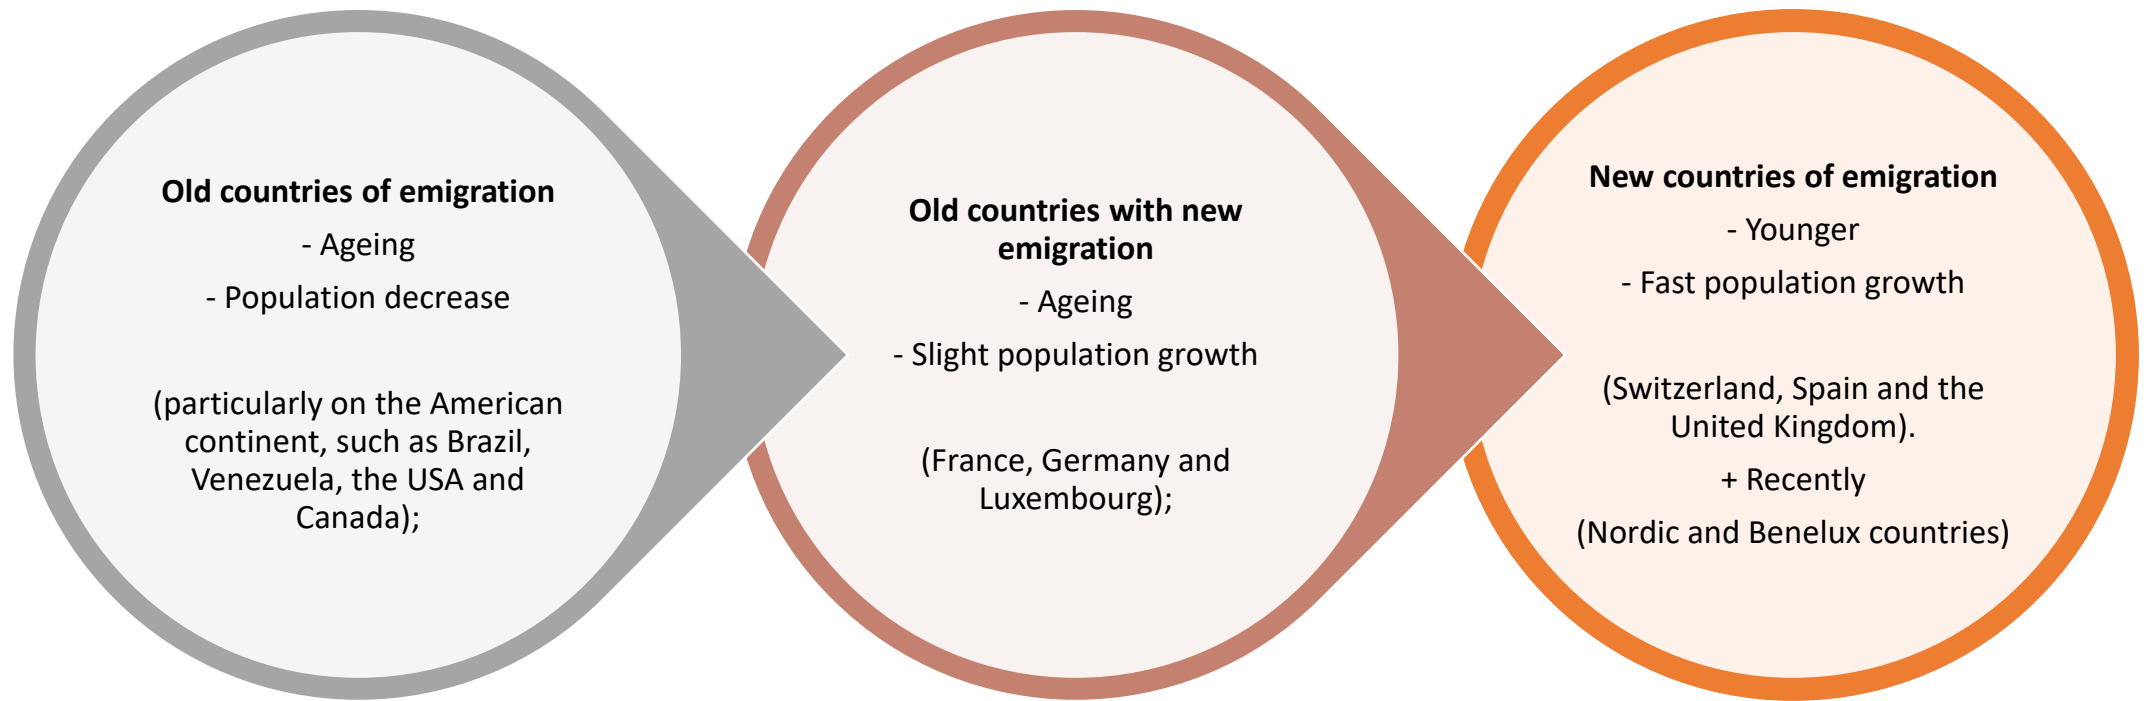 Old countries of emigration
- Ageing
- Population decrease
(particularly on the American
continent, such as Brazil,
Venezuela, the USA and
Canada);
Old countries with new
emigration
- Ageing
- Slight population growth
(France, Germany and
Luxembourg);
New countries of emigration
- Younger
- Fast population growth
(Switzerland, Spain and the
United Kingdom).
+ Recently
(Nordic and Benelux countries)